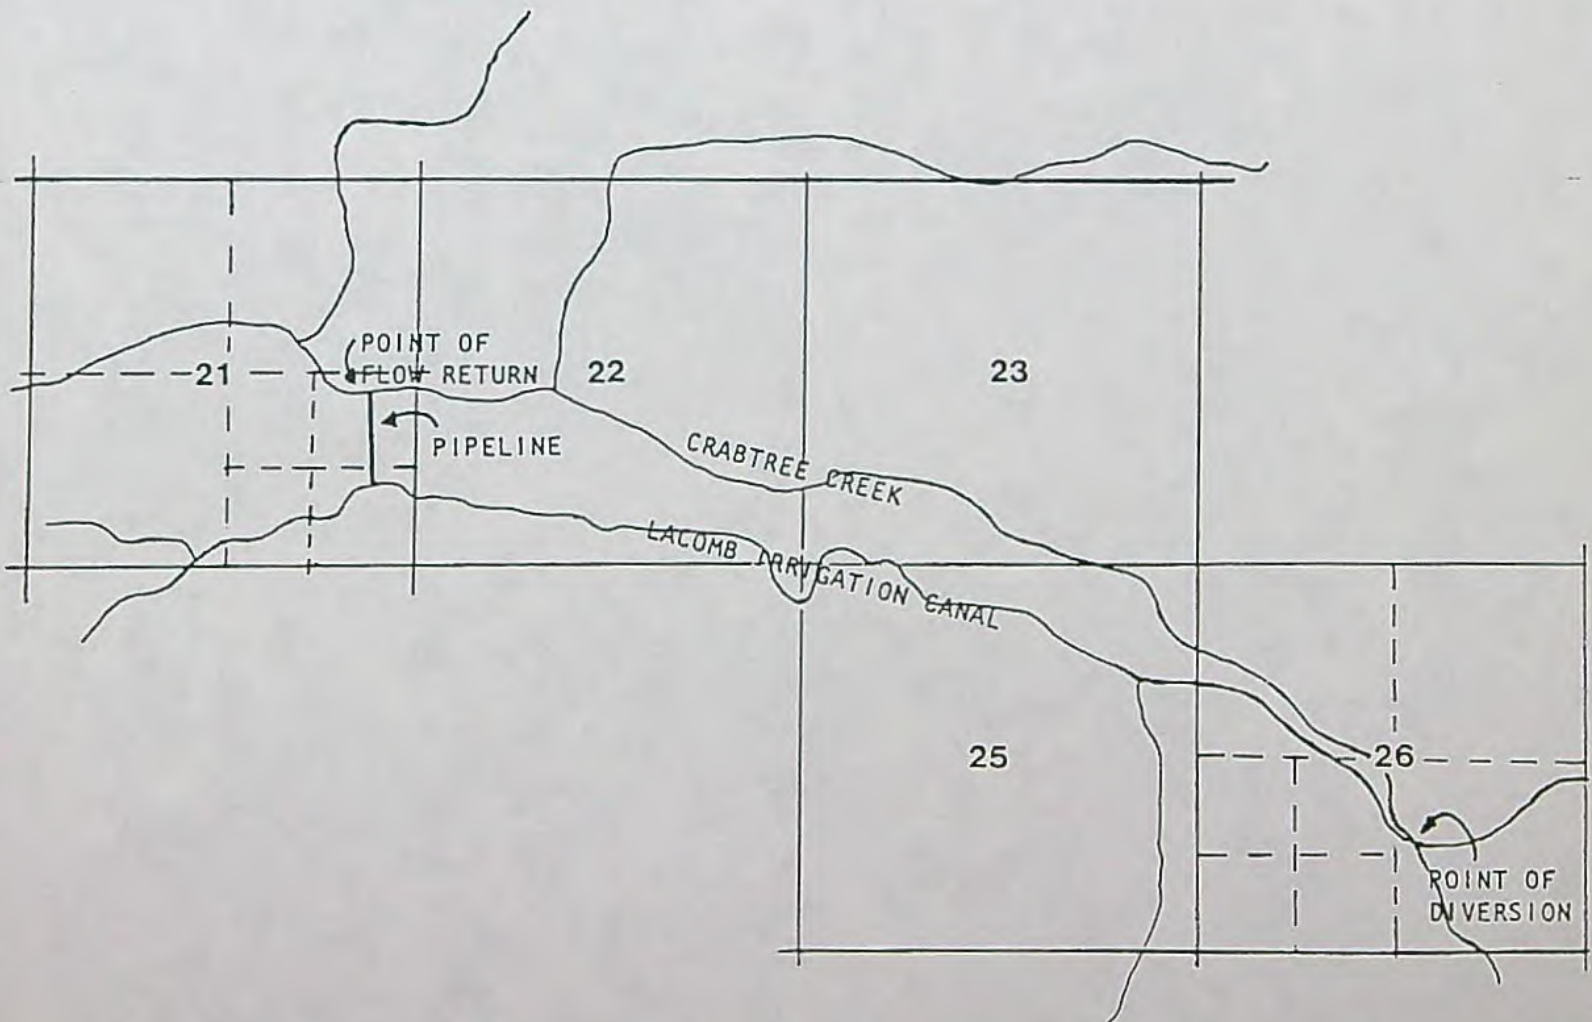 POINT OF
FLOW RETURN
21
22
23
PIPELINE
CRABTREE CREEK
LACOMB IRRIGATION CANAL
25
26
POINT OF
DIVERSION